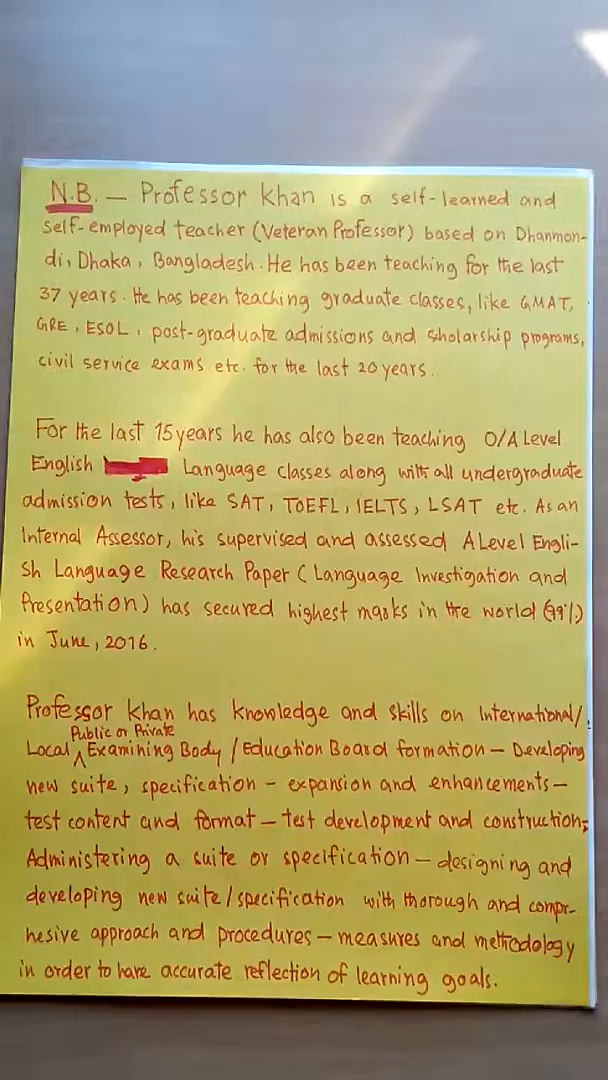 N.B. — Professor Khan is a self-learned and
self-employed teacher (Veteran Professor) based on Dhanmon-
di, Dhaka, Bangladesh. He has been teaching for the last
37 years. He has been teaching graduate classes, like GMAT,
GRE, ESOL, post-graduate admissions and scholarship programs,
civil service exams etc. for the last 20 years.
For the last 15 years he has also been teaching O/A Level
English Language classes along with all undergraduate
admission tests, like SAT, TOEFL, IELTS, LSAT etc. As an
Internal Assessor, his supervised and assessed A Level Engli-
sh Language Research Paper (Language Investigation and
Presentation) has secured highest marks in the world (99%)
in June, 2016.
Professor Khan has knowledge and skills on International/
Public or Private
Local ^ Examining Body / Education Board formation — Developing
new suite, specification – expansion and enhancements —
test content and format — test development and construction;
Administering a suite or specification — designing and
developing new suite/specification with thorough and compr-
hesive approach and procedures — measures and methodology
in order to have accurate reflection of learning goals.